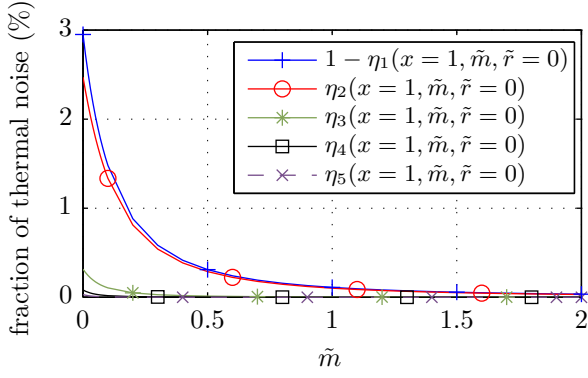 fraction of thermal noise (%)
3
2
1
0
1 − η₁(x = 1, m̃, r̃ = 0)
η₂(x = 1, m̃, r̃ = 0)
η₃(x = 1, m̃, r̃ = 0)
η₄(x = 1, m̃, r̃ = 0)
η₅(x = 1, m̃, r̃ = 0)
0 0.5 1 1.6 2
m̃